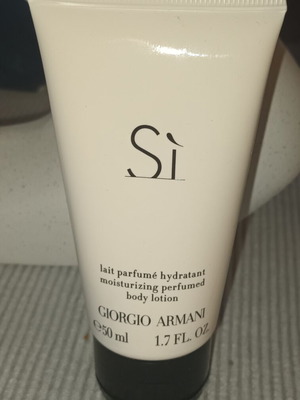 Sì
lait parfumé hydratant
moisturizing perfumed
body lotion
GIORGIO ARMANI
℮50 ml 1.7 FL. OZ.